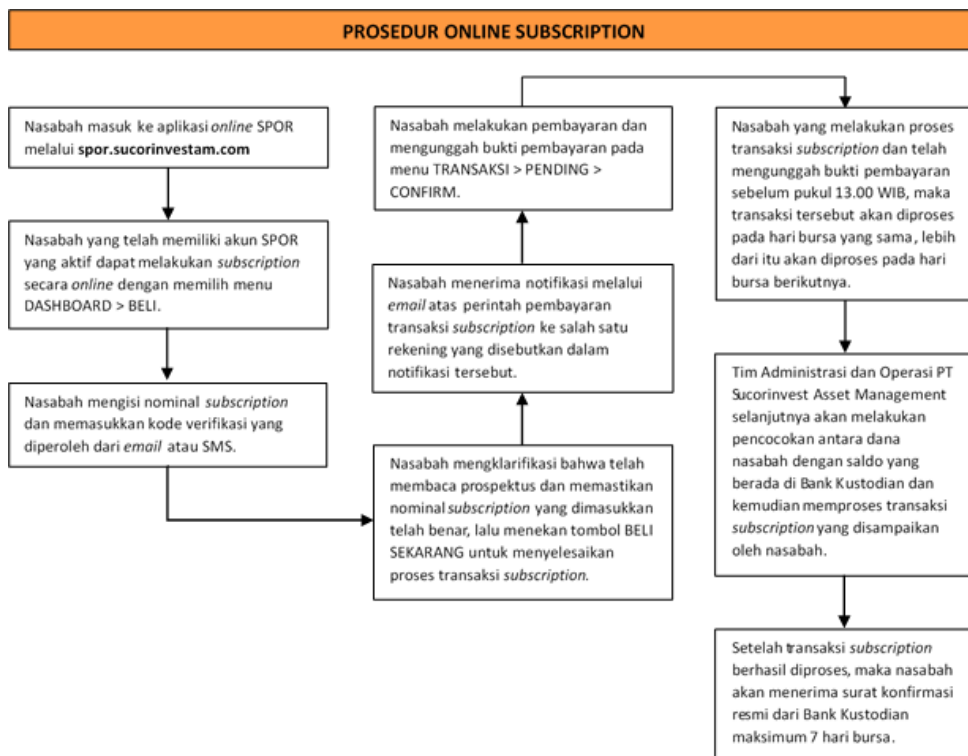 PROSEDUR ONLINE SUBSCRIPTION
Nasabah masuk ke aplikasi online SPOR
melalui spor.sucorinvestam.com
Nasabah yang telah memiliki akun SPOR
yang aktif dapat melakukan subscription
secara online dengan memilih menu
DASHBOARD > BELI.
Nasabah mengisi nominal subscription
dan memasukkan kode verifikasi yang
diperoleh dari email atau SMS.
Nasabah mengklarifikasi bahwa telah
membaca prospektus dan memastikan
nominal subscription yang dimasukkan
telah benar, lalu menekan tombol BELI
SEKARANG untuk menyelesaikan
proses transaksi subscription.
Nasabah menerima notifikasi melalui
email atas perintah pembayaran
transaksi subscription ke salah satu
rekening yang disebutkan dalam
notifikasi tersebut.
Nasabah melakukan pembayaran dan
mengunggah bukti pembayaran pada
menu TRANSAKSI > PENDING >
CONFIRM.
Nasabah yang melakukan proses
transaksi subscription dan telah
mengunggah bukti pembayaran
sebelum pukul 13.00 WIB, maka
transaksi tersebut akan diproses
pada hari bursa yang sama, lebih
dari itu akan diproses pada hari
bursa berikutnya.
Tim Administrasi dan Operasi PT
Sucorinvest Asset Management
selanjutnya akan melakukan
pencocokan antara dana
nasabah dengan saldo yang
berada di Bank Kustodian dan
kemudian memproses transaksi
subscription yang disampaikan
oleh nasabah.
Setelah transaksi subscription
berhasil diproses, maka nasabah
akan menerima surat konfirmasi
resmi dari Bank Kustodian
maksimum 7 hari bursa.